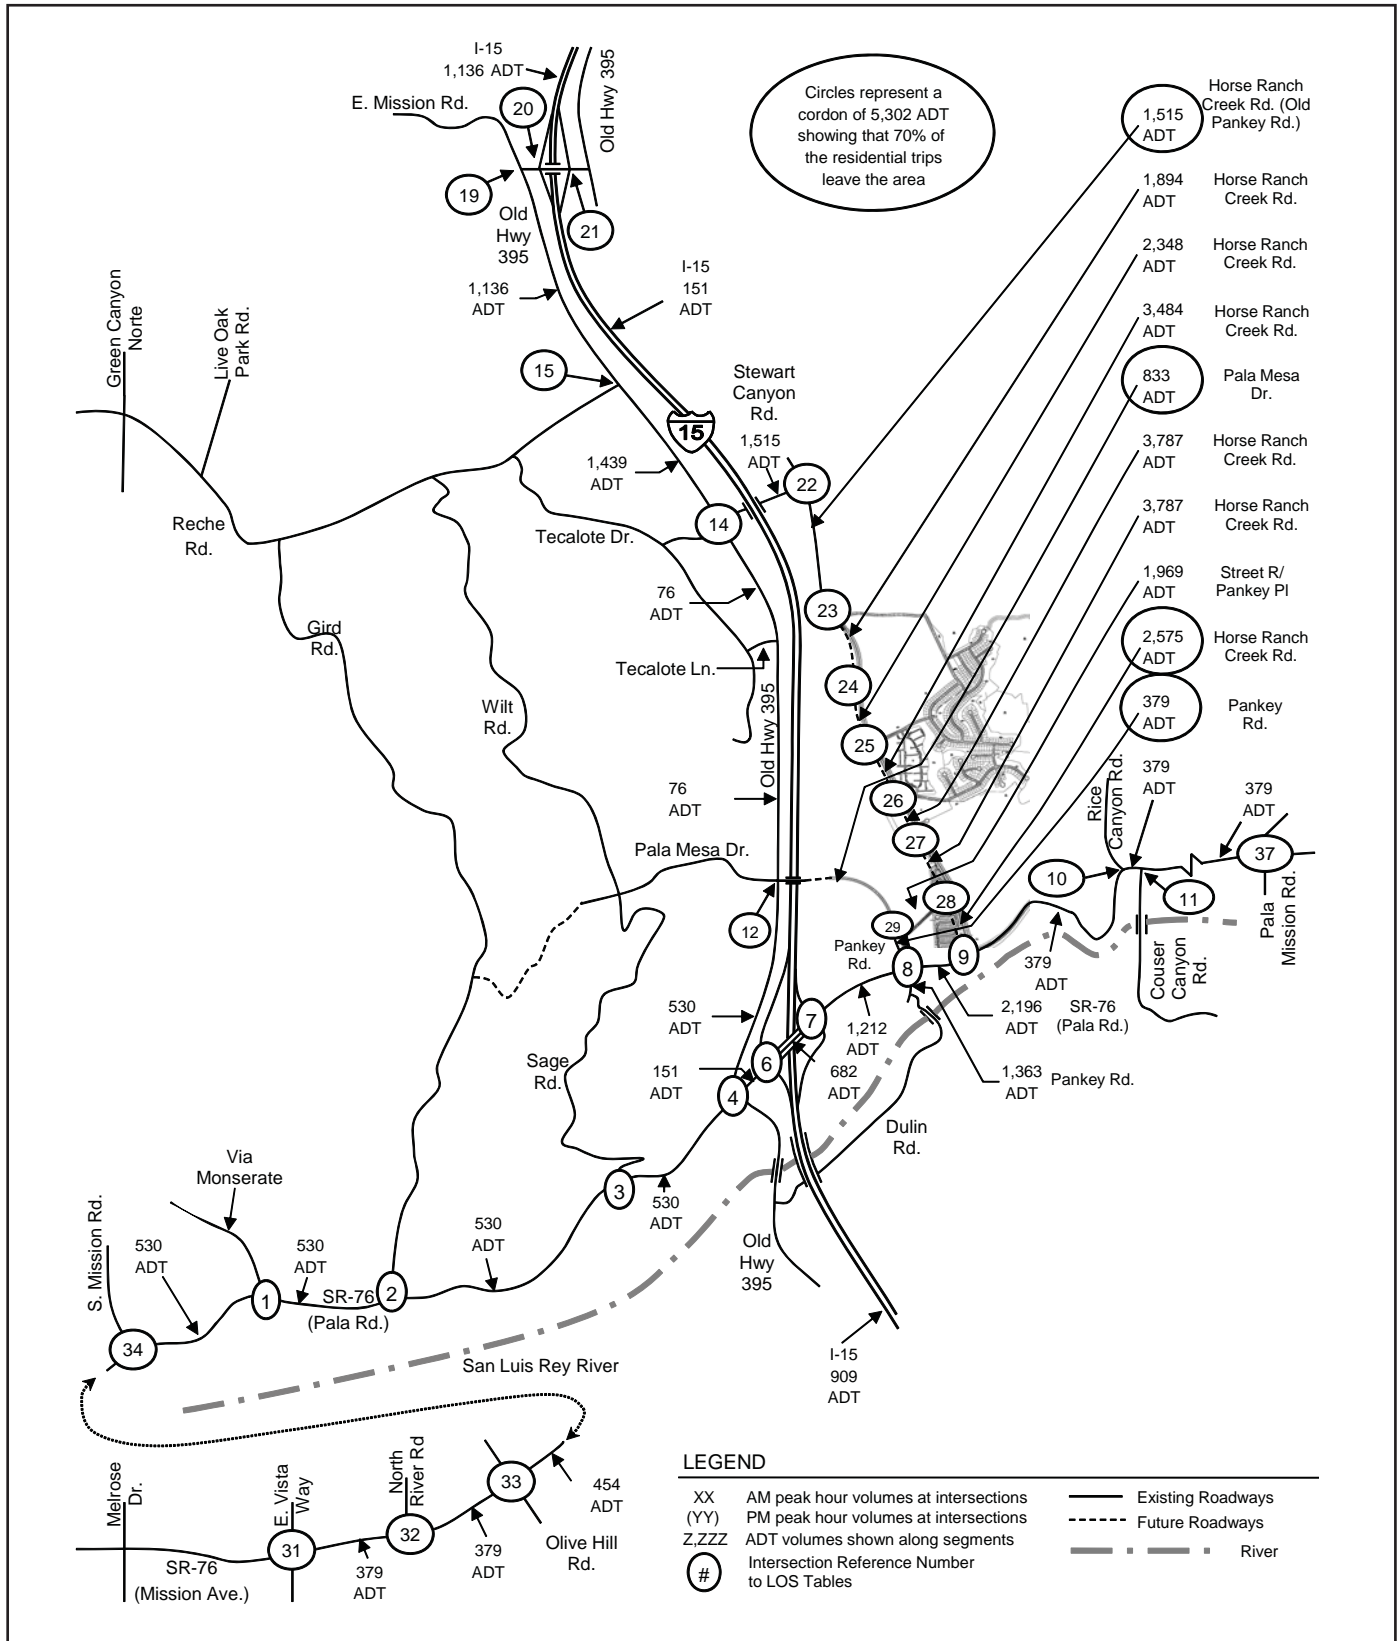 I-15
1,136 ADT
Old Hwy 395
E. Mission Rd.
20
19
21
Old
Hwy
395
Circles represent a
cordon of 5,302 ADT
showing that 70% of
the residential trips
leave the area
1,515
ADT
Horse Ranch
Creek Rd. (Old
Pankey Rd.)
1,894
ADT
Horse Ranch
Creek Rd.
2,348
ADT
Horse Ranch
Creek Rd.
3,484
ADT
Horse Ranch
Creek Rd.
833
ADT
Pala Mesa
Dr.
3,787
ADT
Horse Ranch
Creek Rd.
3,787
ADT
Horse Ranch
Creek Rd.
1,969
ADT
Street R/
Pankey Pl
2,575
ADT
Horse Ranch
Creek Rd.
379
ADT
Pankey
Rd.
1,136
ADT
I-15
151
ADT
Green Canyon
Norte
Live Oak
Park Rd.
15
Stewart
Canyon
Rd.
15
1,515
ADT
22
1,439
ADT
14
Reche
Rd.
Tecalote Dr.
76
ADT
23
Gird
Rd.
Tecalote Ln.
24
Wilt
Rd.
Old Hwy 395
25
76
ADT
26
27
Pala Mesa Dr.
28
12
29
Pankey
Rd.
8
9
Rice
Canyon Rd.
379
ADT
379
ADT
37
10
11
Pala
Mission Rd.
Couser
Canyon
Rd.
379
ADT
2,196
ADT
SR-76
(Pala Rd.)
530
ADT
7
1,212
ADT
6
682
ADT
1,363
ADT
Pankey Rd.
Sage
Rd.
151
ADT
4
Dulin
Rd.
Via
Monserate
3
530
ADT
S. Mission Rd.
530
ADT
530
ADT
530
ADT
Old
Hwy
395
1
2
SR-76
(Pala Rd.)
34
San Luis Rey River
I-15
909
ADT
Melrose
Dr.
E. Vista
Way
North
River Rd
33
454
ADT
31
32
Olive Hill
Rd.
SR-76
(Mission Ave.)
379
ADT
379
ADT
LEGEND
XX AM peak hour volumes at intersections
(YY) PM peak hour volumes at intersections
Z,ZZZ ADT volumes shown along segments
# Intersection Reference Number
to LOS Tables
Existing Roadways
Future Roadways
River